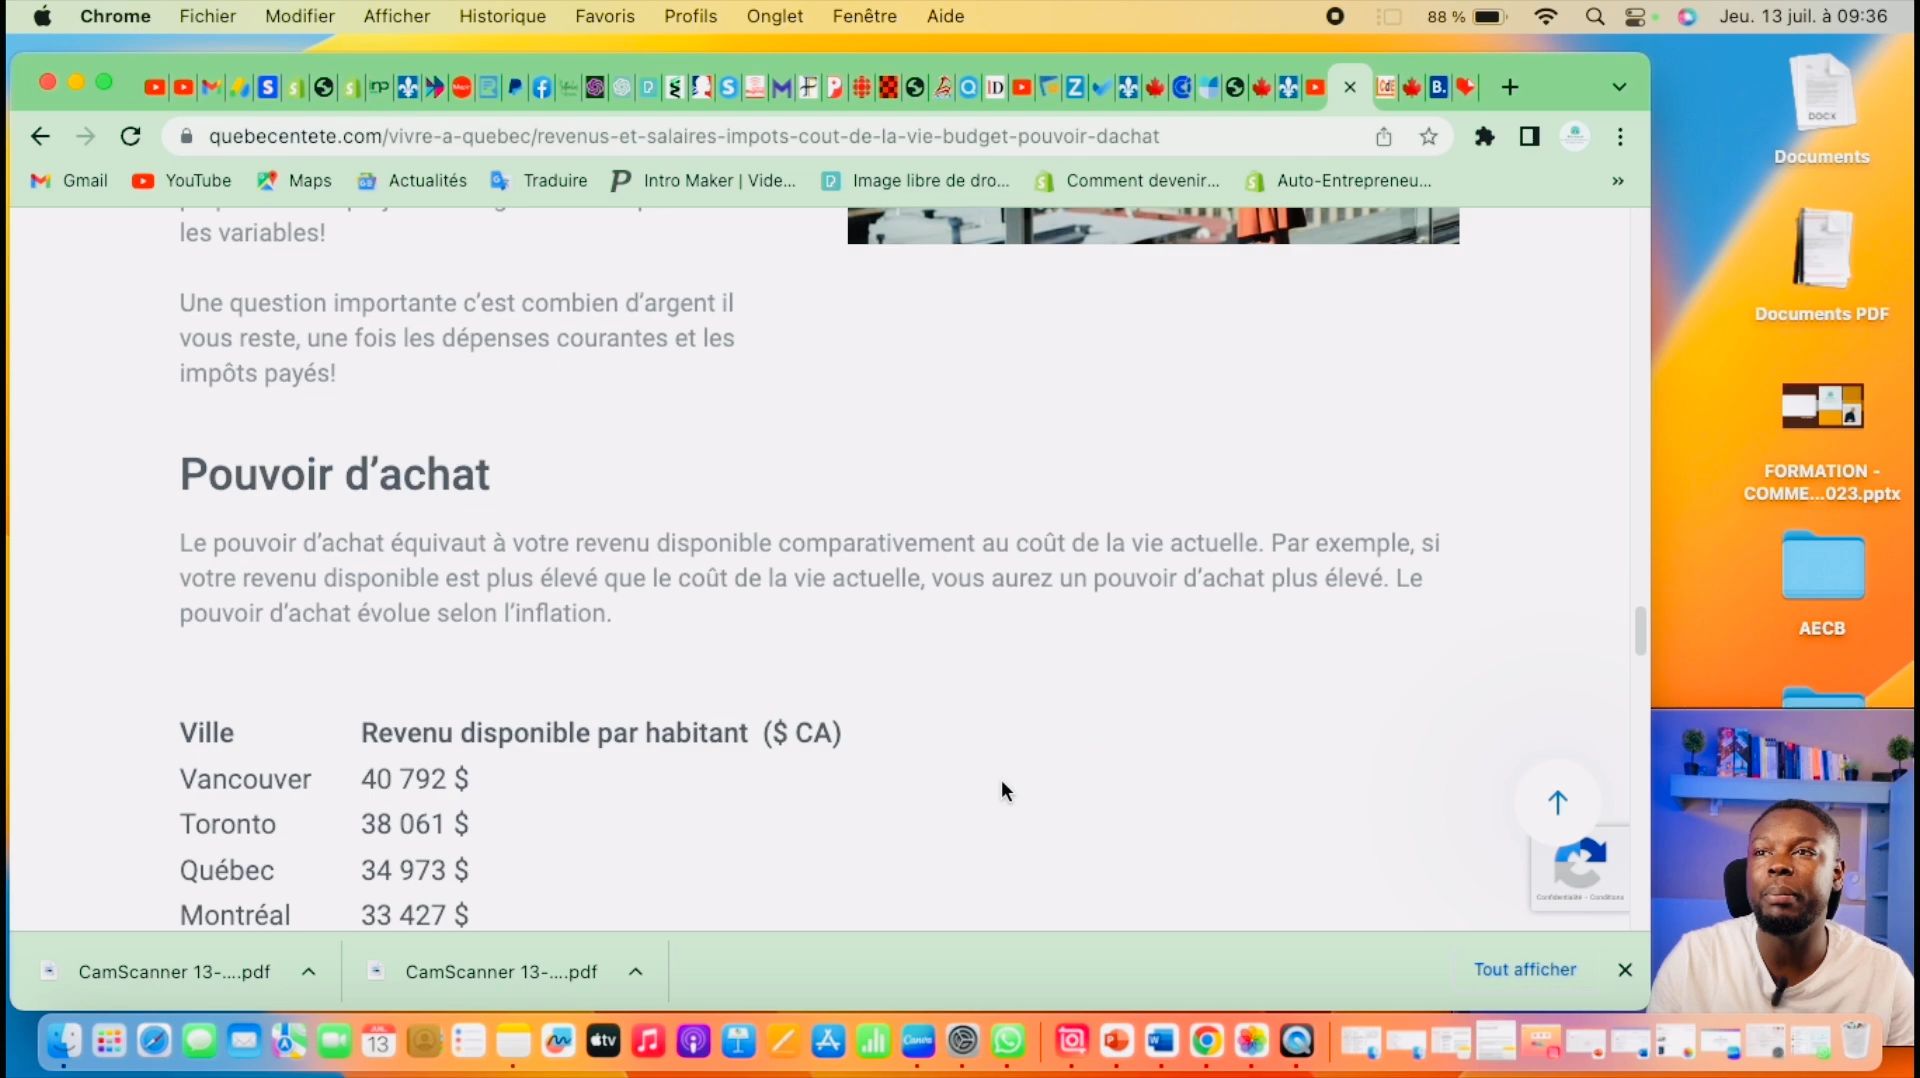 Chrome Fichier Modifier Afficher Historique Favoris Profils Onglet Fenêtre Aide 88 % Jeu. 13 juil. à 09:36
quebecentete.com/vivre-a-quebec/revenus-et-salaires-impots-cout-de-la-vie-budget-pouvoir-dachat
Gmail YouTube Maps Actualités Traduire Intro Maker | Vide... Image libre de dro... Comment devenir... Auto-Entrepreneu... »
les variables!
Une question importante c'est combien d'argent il
vous reste, une fois les dépenses courantes et les
impôts payés!
Pouvoir d'achat
Le pouvoir d'achat équivaut à votre revenu disponible comparativement au coût de la vie actuelle. Par exemple, si
votre revenu disponible est plus élevé que le coût de la vie actuelle, vous aurez un pouvoir d'achat plus élevé. Le
pouvoir d'achat évolue selon l'inflation.
Ville Revenu disponible par habitant ($ CA)
Vancouver 40 792 $
Toronto 38 061 $
Québec 34 973 $
Montréal 33 427 $
Confidentialité - Conditions
CamScanner 13-....pdf CamScanner 13-....pdf Tout afficher
DOCX
Documents
Documents PDF
FORMATION -
COMME...023.pptx
AECB
JUIL.
13
tv
Canva